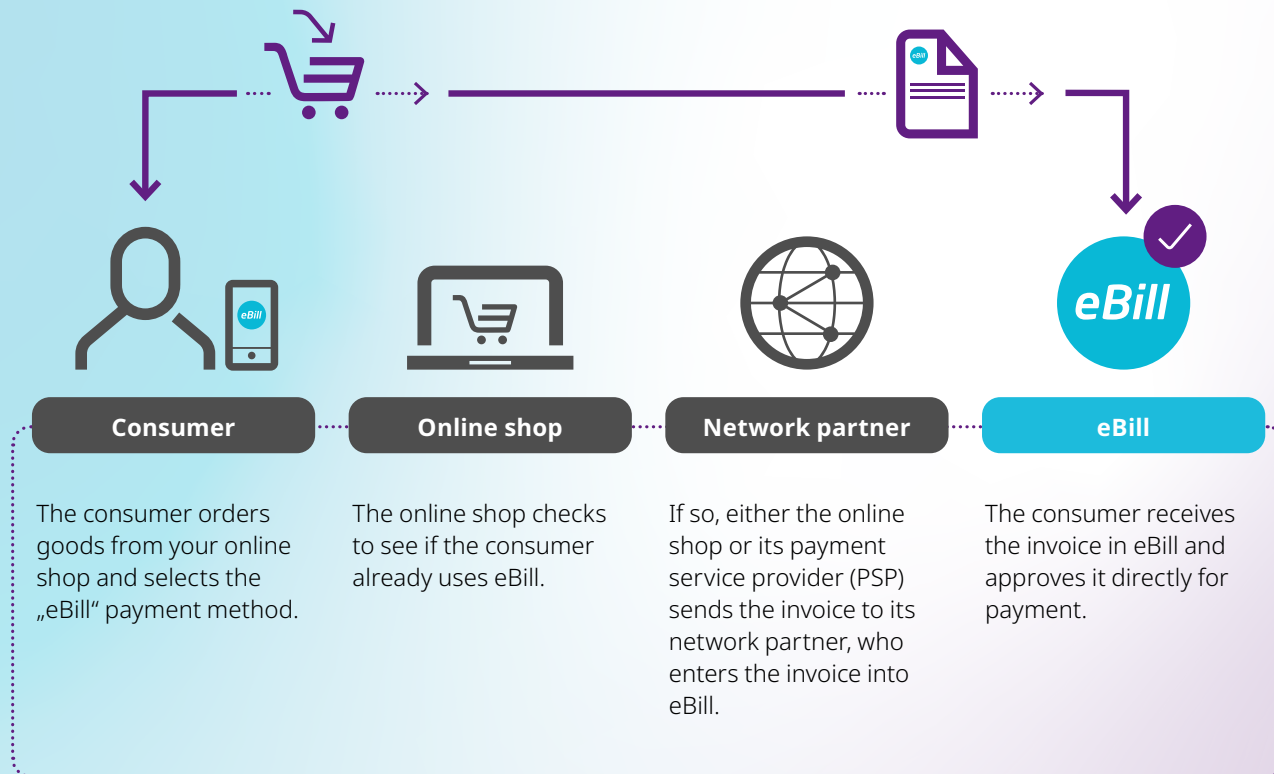 eBill
eBill
eBill
Consumer
Online shop
Network partner
eBill
The consumer orders
goods from your online
shop and selects the
„eBill“ payment method.
The online shop checks
to see if the consumer
already uses eBill.
If so, either the online
shop or its payment
service provider (PSP)
sends the invoice to its
network partner, who
enters the invoice into
eBill.
The consumer receives
the invoice in eBill and
approves it directly for
payment.